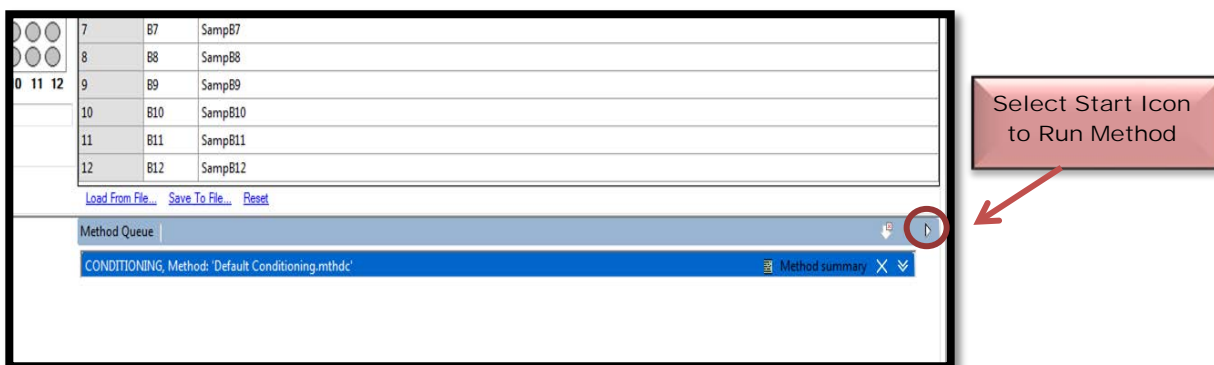 7 B7 SampB7
8 B8 SampB8
0 11 12
9 B9 SampB9
10 B10 SampB10
11 B11 SampB11
12 B12 SampB12
Load From File... Save To File... Reset
Method Queue
CONDITIONING, Method: 'Default Conditioning.mthdc' Method summary
Select Start Icon
to Run Method